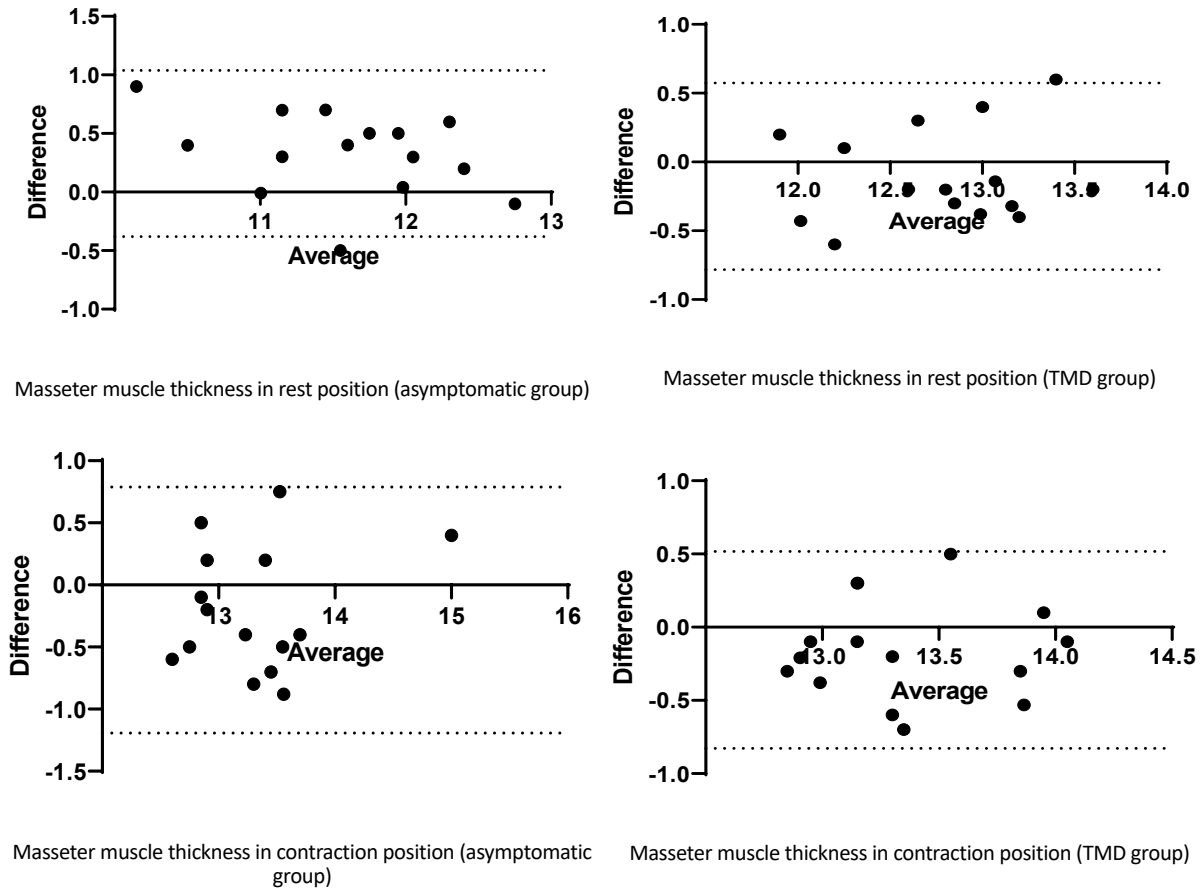 1.5
1.0
0.5
0.0
-0.5
-1.0
Difference
11
12
13
Average
Masseter muscle thickness in rest position (asymptomatic group)
1.0
0.5
0.0
-0.5
-1.0
Difference
12.0
12.5
13.0
13.5
14.0
Average
Masseter muscle thickness in rest position (TMD group)
1.0
0.5
0.0
-0.5
-1.0
-1.5
Difference
13
14
15
16
Average
Masseter muscle thickness in contraction position (asymptomatic
group)
1.0
0.5
0.0
-0.5
-1.0
Difference
13.0
13.5
14.0
14.5
Average
Masseter muscle thickness in contraction position (TMD group)